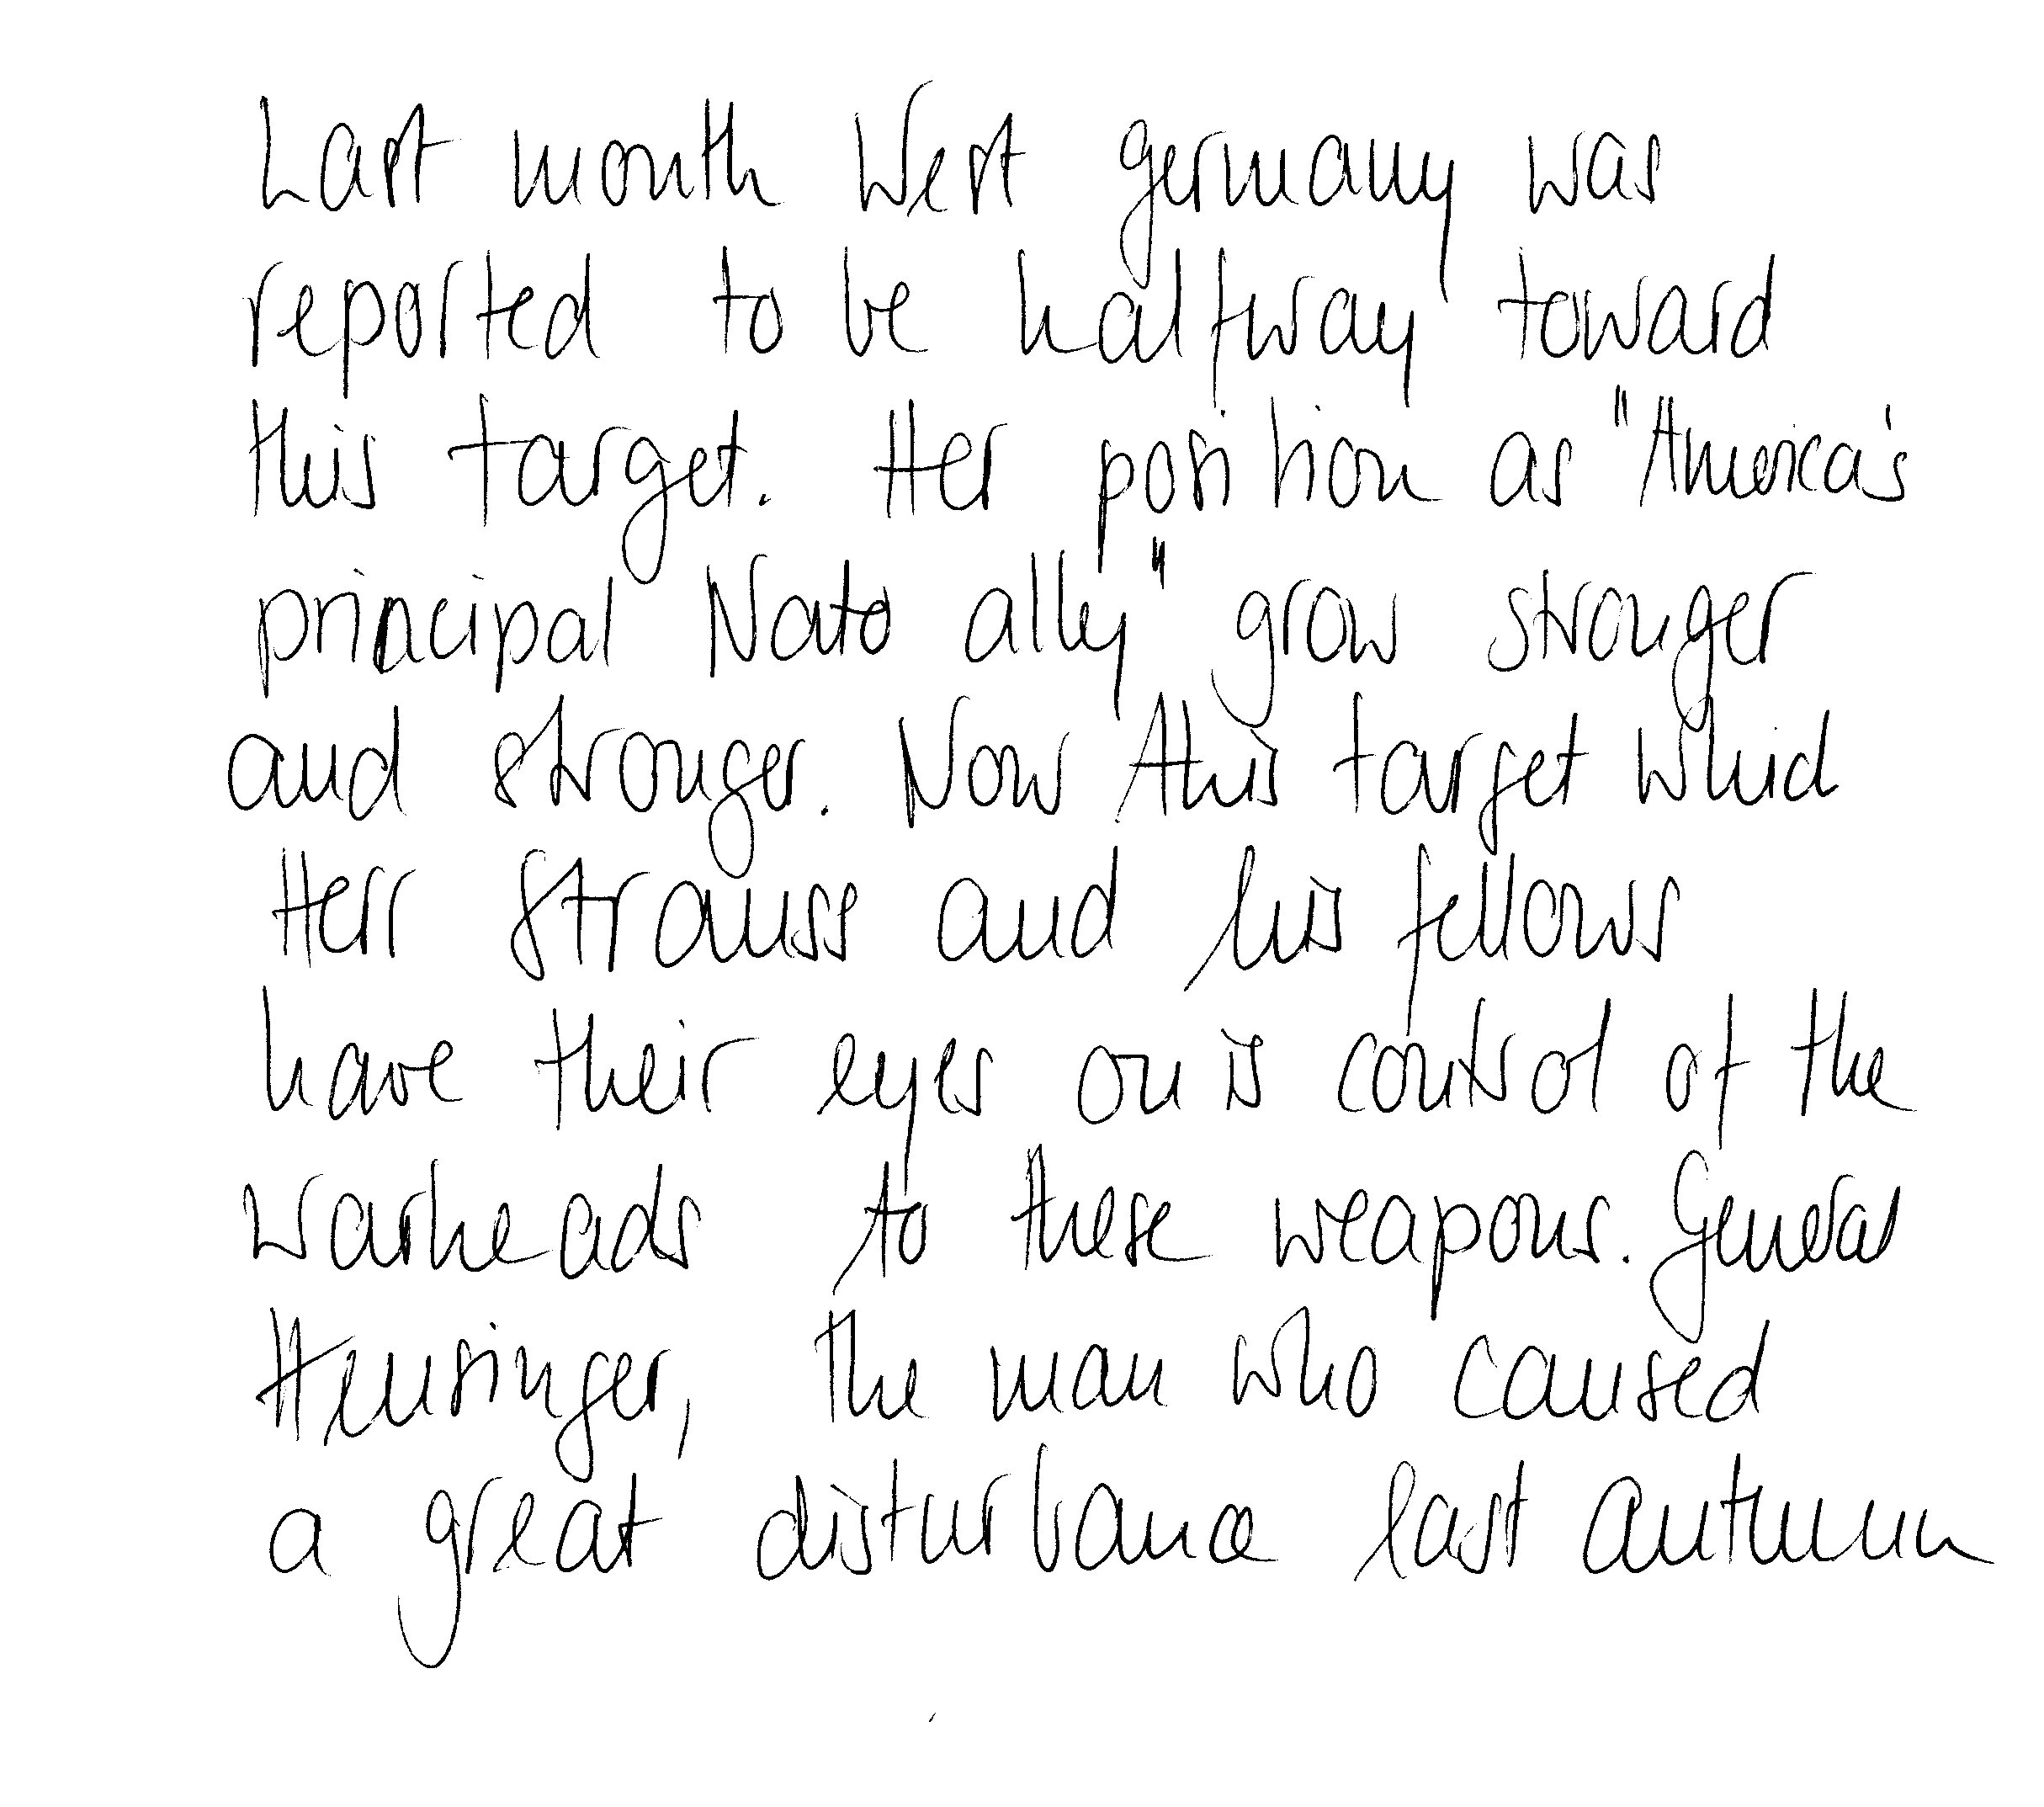 Last month West Germany was
reported to be halfway toward
this target. Her position as "America's
principal Nato ally" grow stronger
and stronger. Now this target which
Herr Strauss and his fellows
have their eyes on is control of the
warheads to these weapons. General
Heusinger, the man who caused
a great disturbance last autumn